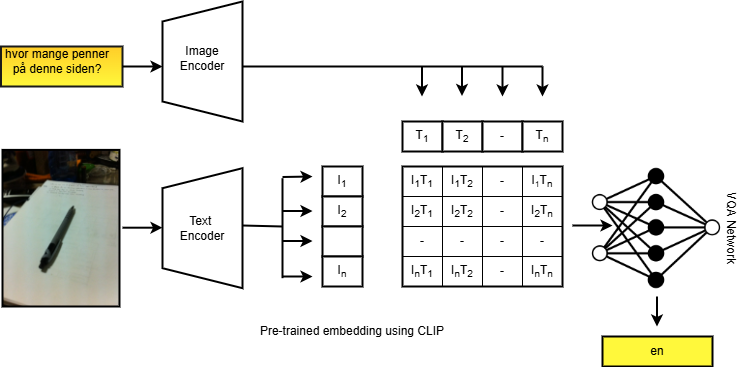 hvor mange penner
på denne siden?
Image
Encoder
T1 T2 - Tn
Text
Encoder
I1
I2
In
I1T1 I1T2 - I1Tn
I2T1 I2T2 - I2Tn
- - - -
InT1 InT2 - InTn
VQA Network
Pre-trained embedding using CLIP
en